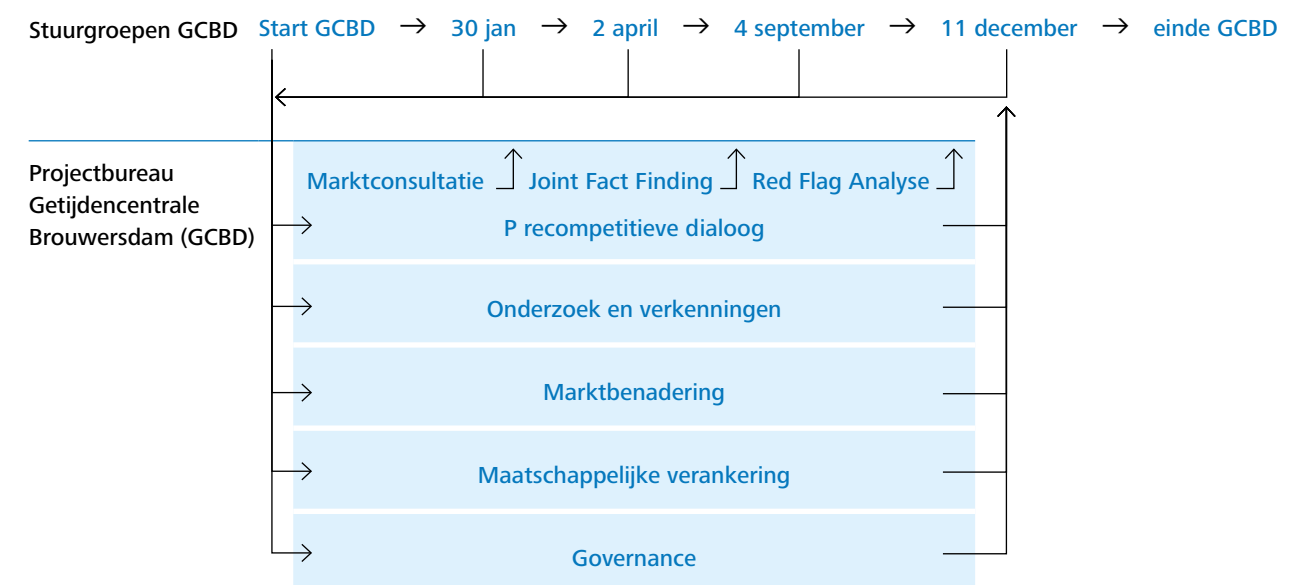 Stuurgroepen GCBD Start GCBD → 30 jan → 2 april → 4 september → 11 december → einde GCBD
Projectbureau
Getijdencentrale
Brouwersdam (GCBD)
Marktconsultatie Joint Fact Finding Red Flag Analyse
P recompetitieve dialoog
Onderzoek en verkenningen
Marktbenadering
Maatschappelijke verankering
Governance